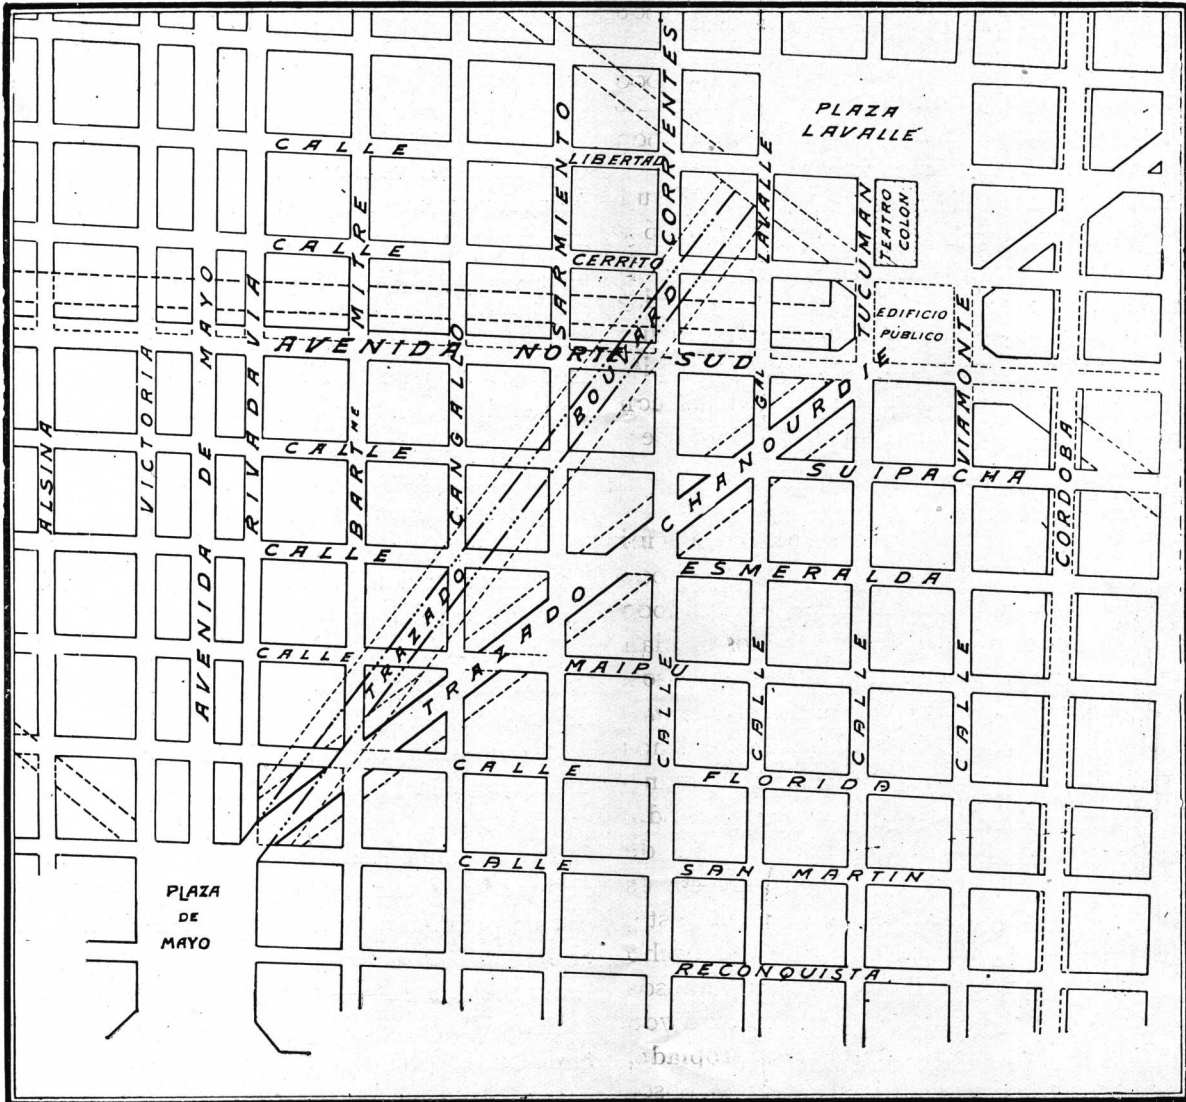 PLAZA
LAVALLE
CALLE LIBERTAD
TEATRO
COLON
CALLE CERRITO
EDIFICIO
PÚBLICO
AVENIDA NORTE SUD
CALLE SUIPACHA
CALLE ESMERALDA
CALLE MAIPU
CALLE FLORIDA
CALLE SAN MARTIN
RECONQUISTA
ALSINA
VICTORIA
AVENIDA DE MAYO
RIVADAVIA
BARTME MITRE
CANGALLO
SARMIENTO
CALLE CORRIENTES
CALLE GAL LAVALLE
CALLE TUCUMAN
CALLE VIAMONTE
CORDOBA
TRAZADO BOUVARD
TRAZADO CHANOURDIE
PLAZA
DE
MAYO